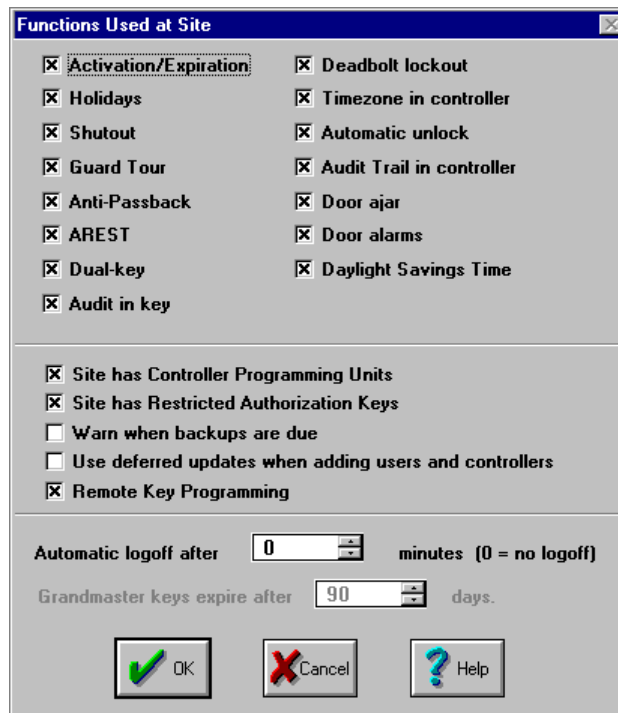 Functions Used at Site
Activation/Expiration
Holidays
Shutout
Guard Tour
Anti-Passback
AREST
Dual-key
Audit in key
Deadbolt lockout
Timezone in controller
Automatic unlock
Audit Trail in controller
Door ajar
Door alarms
Daylight Savings Time
Site has Controller Programming Units
Site has Restricted Authorization Keys
Warn when backups are due
Use deferred updates when adding users and controllers
Remote Key Programming
Automatic logoff after 0 minutes (0 = no logoff)
Grandmaster keys expire after 90 days.
OK Cancel Help